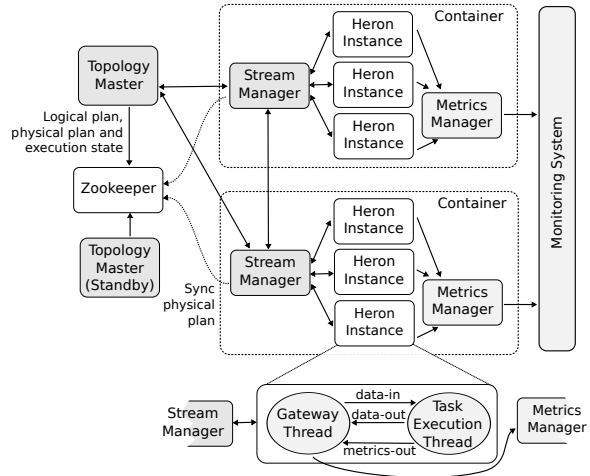 Container
Heron
Instance
Topology
Master
Stream
Manager
Heron
Instance
Metrics
Manager
Heron
Instance
Logical plan,
physical plan and
execution state
Zookeeper
Monitoring System
Container
Heron
Instance
Topology
Master
(Standby)
Stream
Manager
Heron
Instance
Metrics
Manager
Sync
physical
plan
Heron
Instance
Stream
Manager
Gateway
Thread
data-in
data-out
metrics-out
Task
Execution
Thread
Metrics
Manager